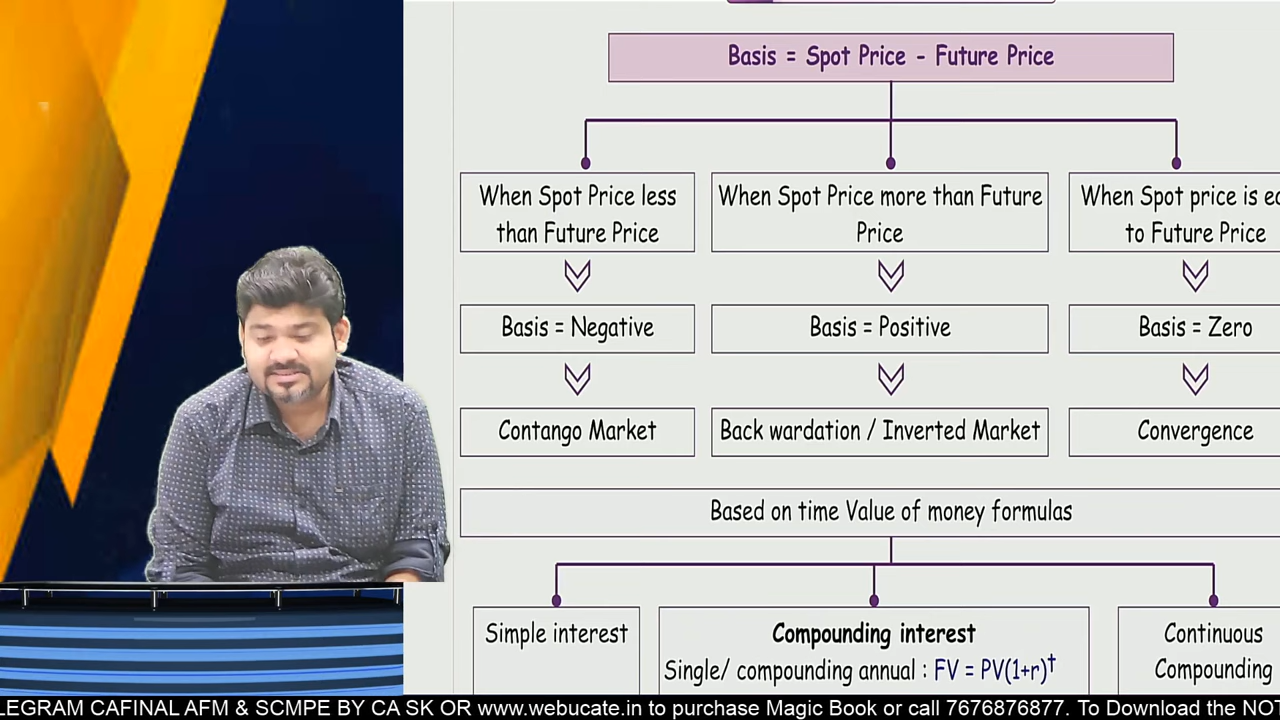 Basis = Spot Price - Future Price
When Spot Price less
than Future Price
When Spot Price more than Future
Price
When Spot price is
to Future Price
Basis = Negative
Basis = Positive
Basis = Zero
Contango Market
Back wardation / Inverted Market
Convergence
Based on time Value of money formulas
Simple interest
Compounding interest
Single/ compounding annual : FV = PV(1+r)†
Continuous
Compounding
LEGRAM CAFINAL AFM & SCMPE BY CA SK OR www.webucate.in to purchase Magic Book or call 7676876877. To Download the